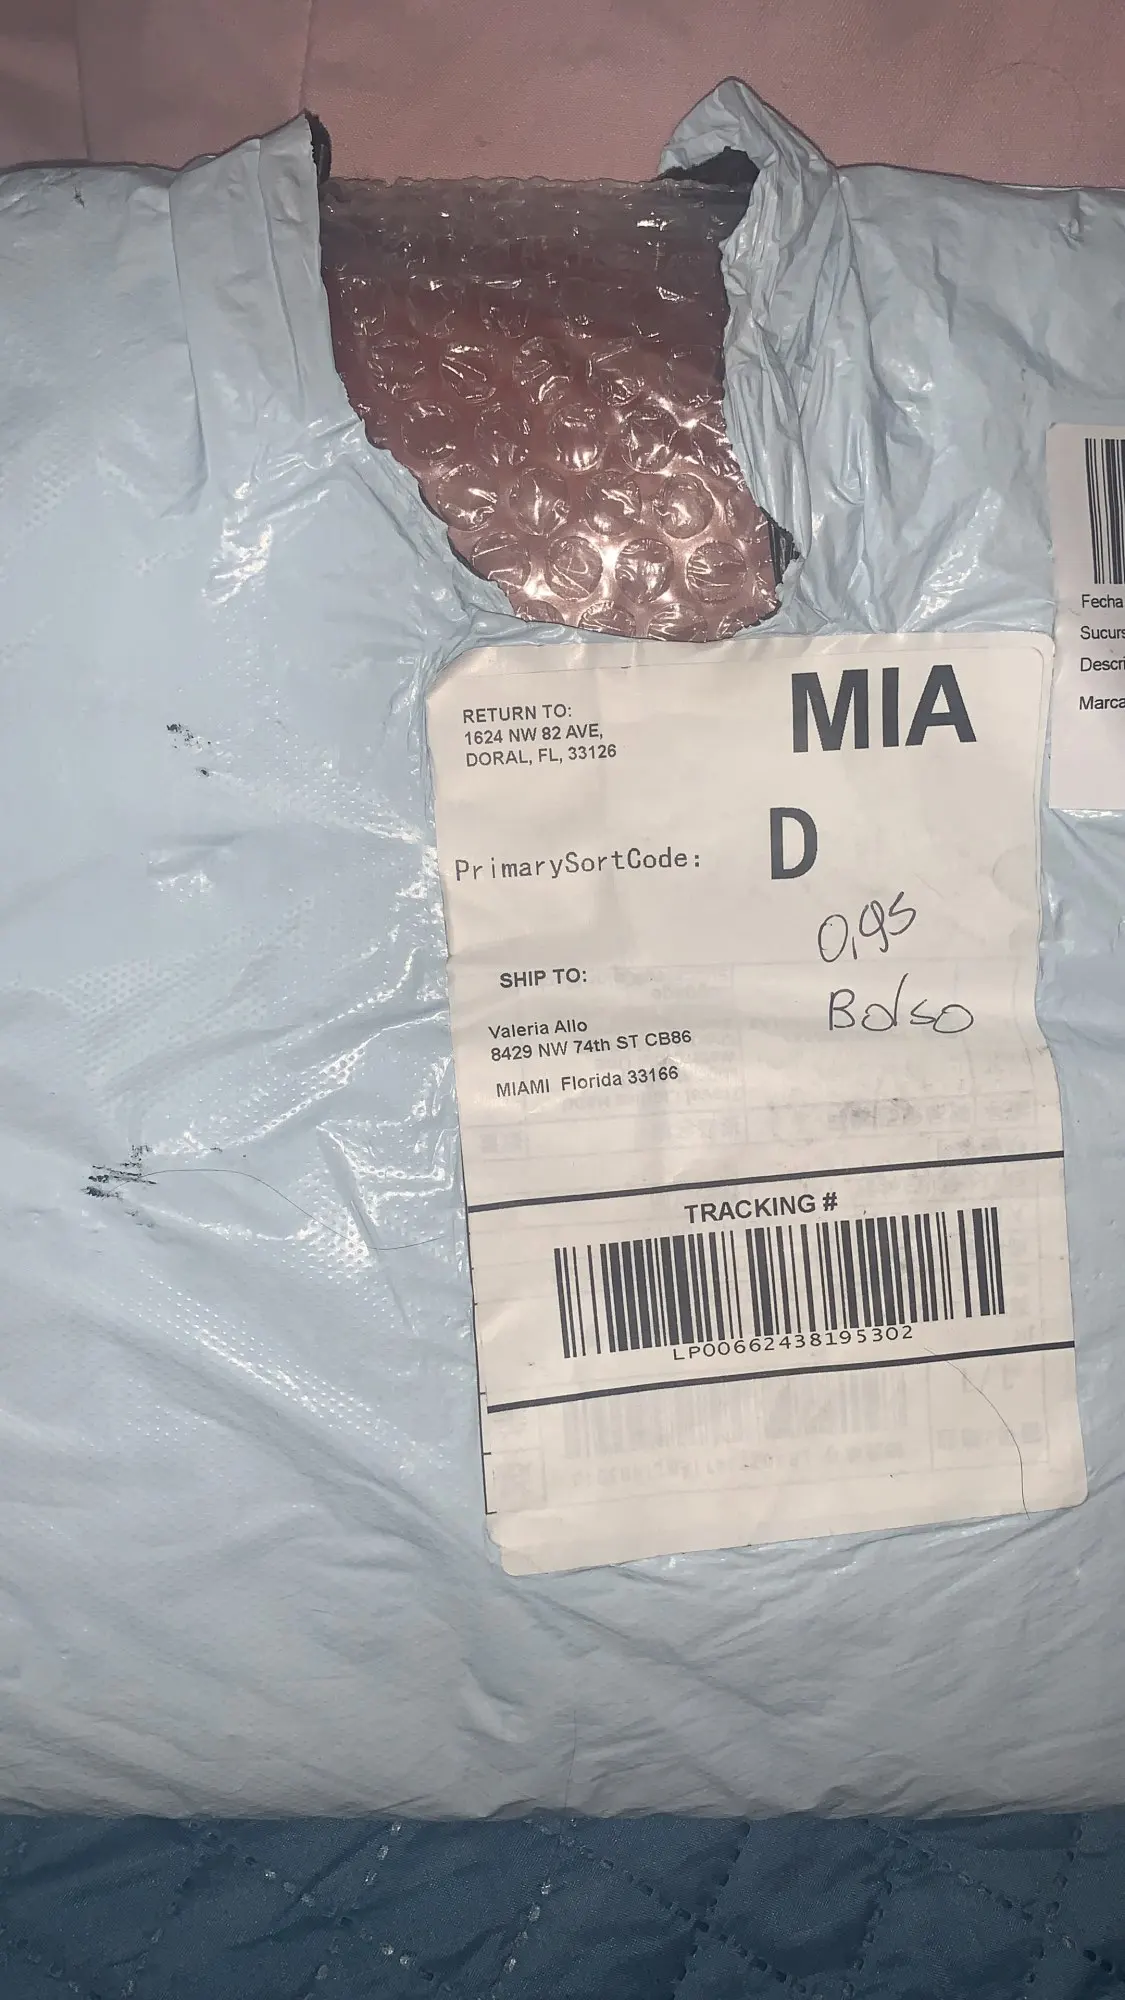 RETURN TO:
1624 NW 82 AVE,
DORAL, FL, 33126
MIA
PrimarySortCode:
D
0,95
Bolso
SHIP TO:
Valeria Allo
8429 NW 74th ST CB86
MIAMI Florida 33166
TRACKING #
LP00662438195302
Fecha
Sucurs
Descri
Marca